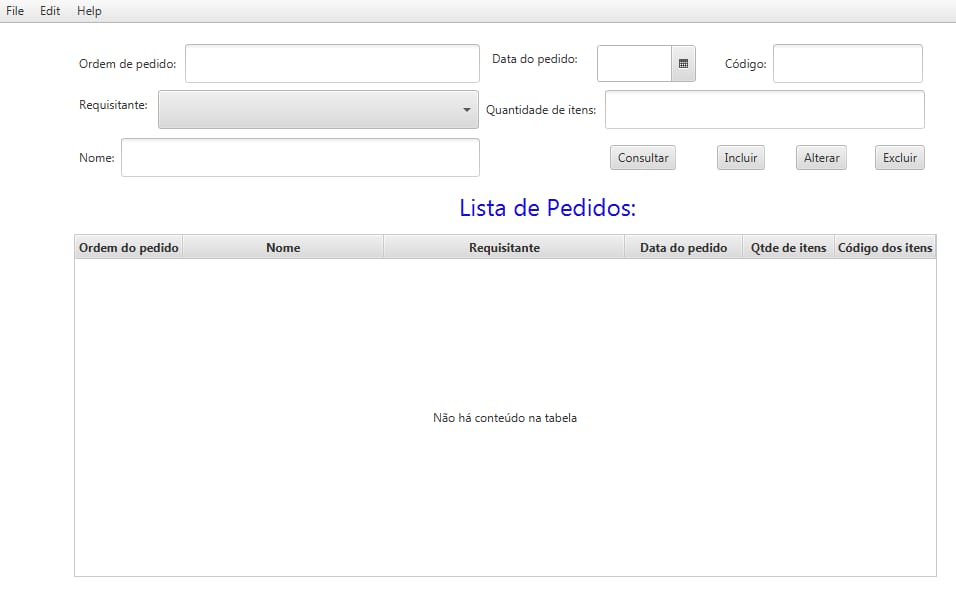 File Edit Help
Ordem de pedido: Data do pedido: Código:
Requisitante: Quantidade de itens:
Nome: Consultar Incluir Alterar Excluir
Lista de Pedidos:
Ordem do pedido Nome Requisitante Data do pedido Qtde de itens Código dos itens
Não há conteúdo na tabela